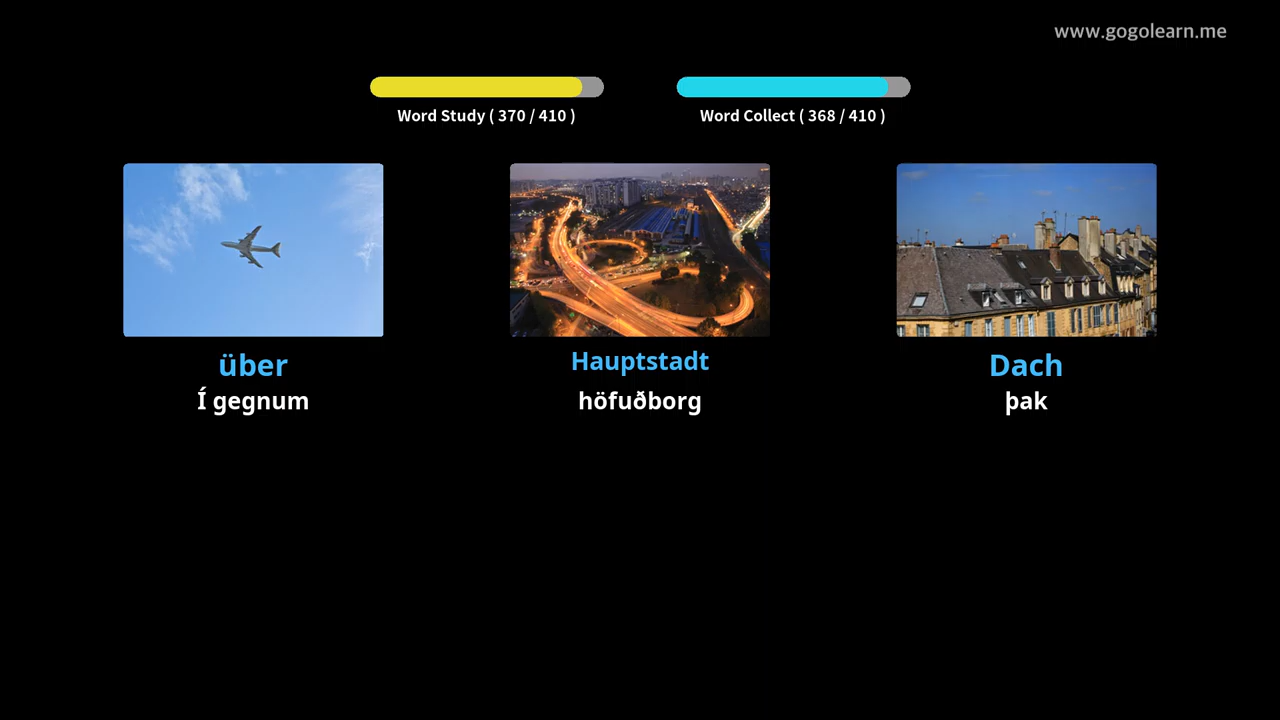 www.gogolearn.me
Word Study ( 370 / 410 )
Word Collect ( 368 / 410 )
über
Í gegnum
Hauptstadt
höfuðborg
Dach
þak